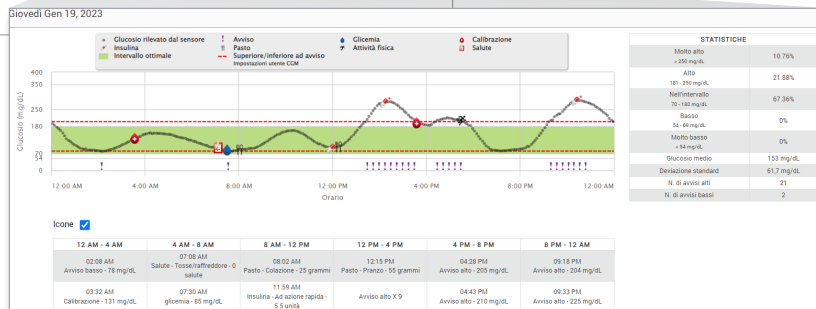 Giovedì Gen 19, 2023
Glucosio rilevato dal sensore
Avviso
Glicemia
Calibrazione
Insulina
Pasto
Attività fisica
Salute
Intervallo ottimale
Superiore/inferiore ad avviso
Impostazioni utente CGM
Glucosio (mg/dL)
400
350
250
180
70
54
0
12:00 AM
4:00 AM
8:00 AM
12:00 PM
4:00 PM
8:00 PM
12:00 AM
Orario
STATISTICHE
Molto alto
> 250 mg/dL
10.76%
Alto
181 - 250 mg/dL
21.88%
Nell'intervallo
70 - 180 mg/dL
67.36%
Basso
54 - 69 mg/dL
0%
Molto basso
< 54 mg/dL
0%
Glucosio medio 153 mg/dL
Deviazione standard 61,7 mg/dL
N. di avvisi alti 21
N. di avvisi bassi 2
Icone
12 AM - 4 AM 4 AM - 8 AM 8 AM - 12 PM 12 PM - 4 PM 4 PM - 8 PM 8 PM - 12 AM
02:08 AM
Avviso basso - 78 mg/dL
07:08 AM
Salute - Tosse/raffreddore - 0
salute
08:02 AM
Pasto - Colazione - 25 grammi
12:15 PM
Pasto - Pranzo - 55 grammi
04:28 PM
Avviso alto - 205 mg/dL
09:18 PM
Avviso alto - 204 mg/dL
03:32 AM
Calibrazione - 131 mg/dL
07:30 AM
glicemia - 85 mg/dL
11:59 AM
Insulina - Ad azione rapida -
5.5 unità
Avviso alto X 9
04:43 PM
Avviso alto - 210 mg/dL
09:33 PM
Avviso alto - 225 mg/dL